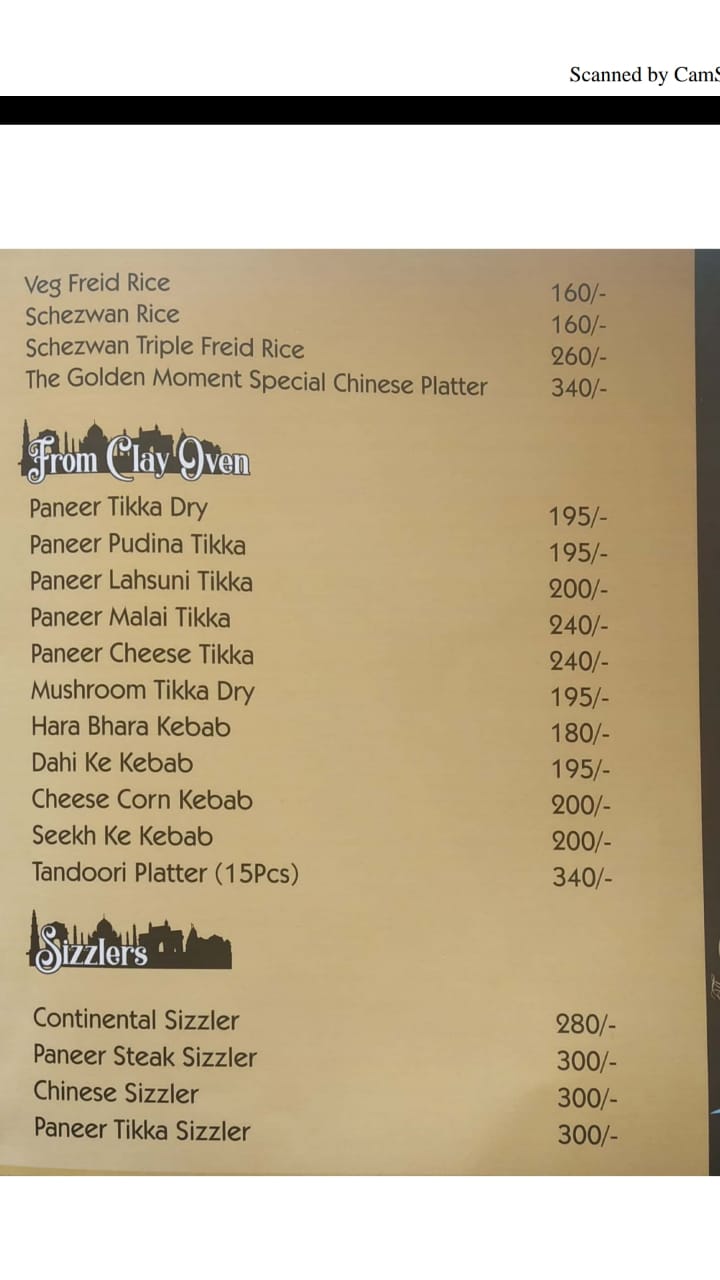 Scanned by CamS
Veg Freid Rice 160/-
Schezwan Rice 160/-
Schezwan Triple Freid Rice 260/-
The Golden Moment Special Chinese Platter 340/-
From Clay Oven
Paneer Tikka Dry 195/-
Paneer Pudina Tikka 195/-
Paneer Lahsuni Tikka 200/-
Paneer Malai Tikka 240/-
Paneer Cheese Tikka 240/-
Mushroom Tikka Dry 195/-
Hara Bhara Kebab 180/-
Dahi Ke Kebab 195/-
Cheese Corn Kebab 200/-
Seekh Ke Kebab 200/-
Tandoori Platter (15Pcs) 340/-
Sizzlers
Continental Sizzler 280/-
Paneer Steak Sizzler 300/-
Chinese Sizzler 300/-
Paneer Tikka Sizzler 300/-